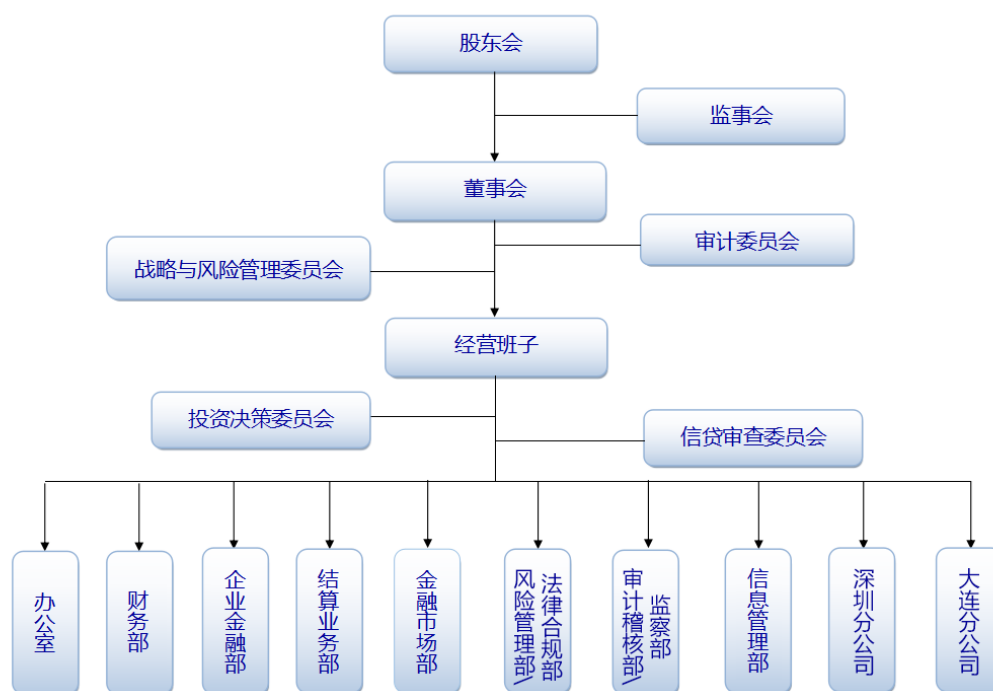 股东会
监事会
董事会
审计委员会
战略与风险管理委员会
经营班子
投资决策委员会
信贷审查委员会
办公室
财务部
企业金融部
结算业务部
金融市场部
风险管理部\
法律合规部
审计稽核部\
监察部
信息管理部
深圳分公司
大连分公司